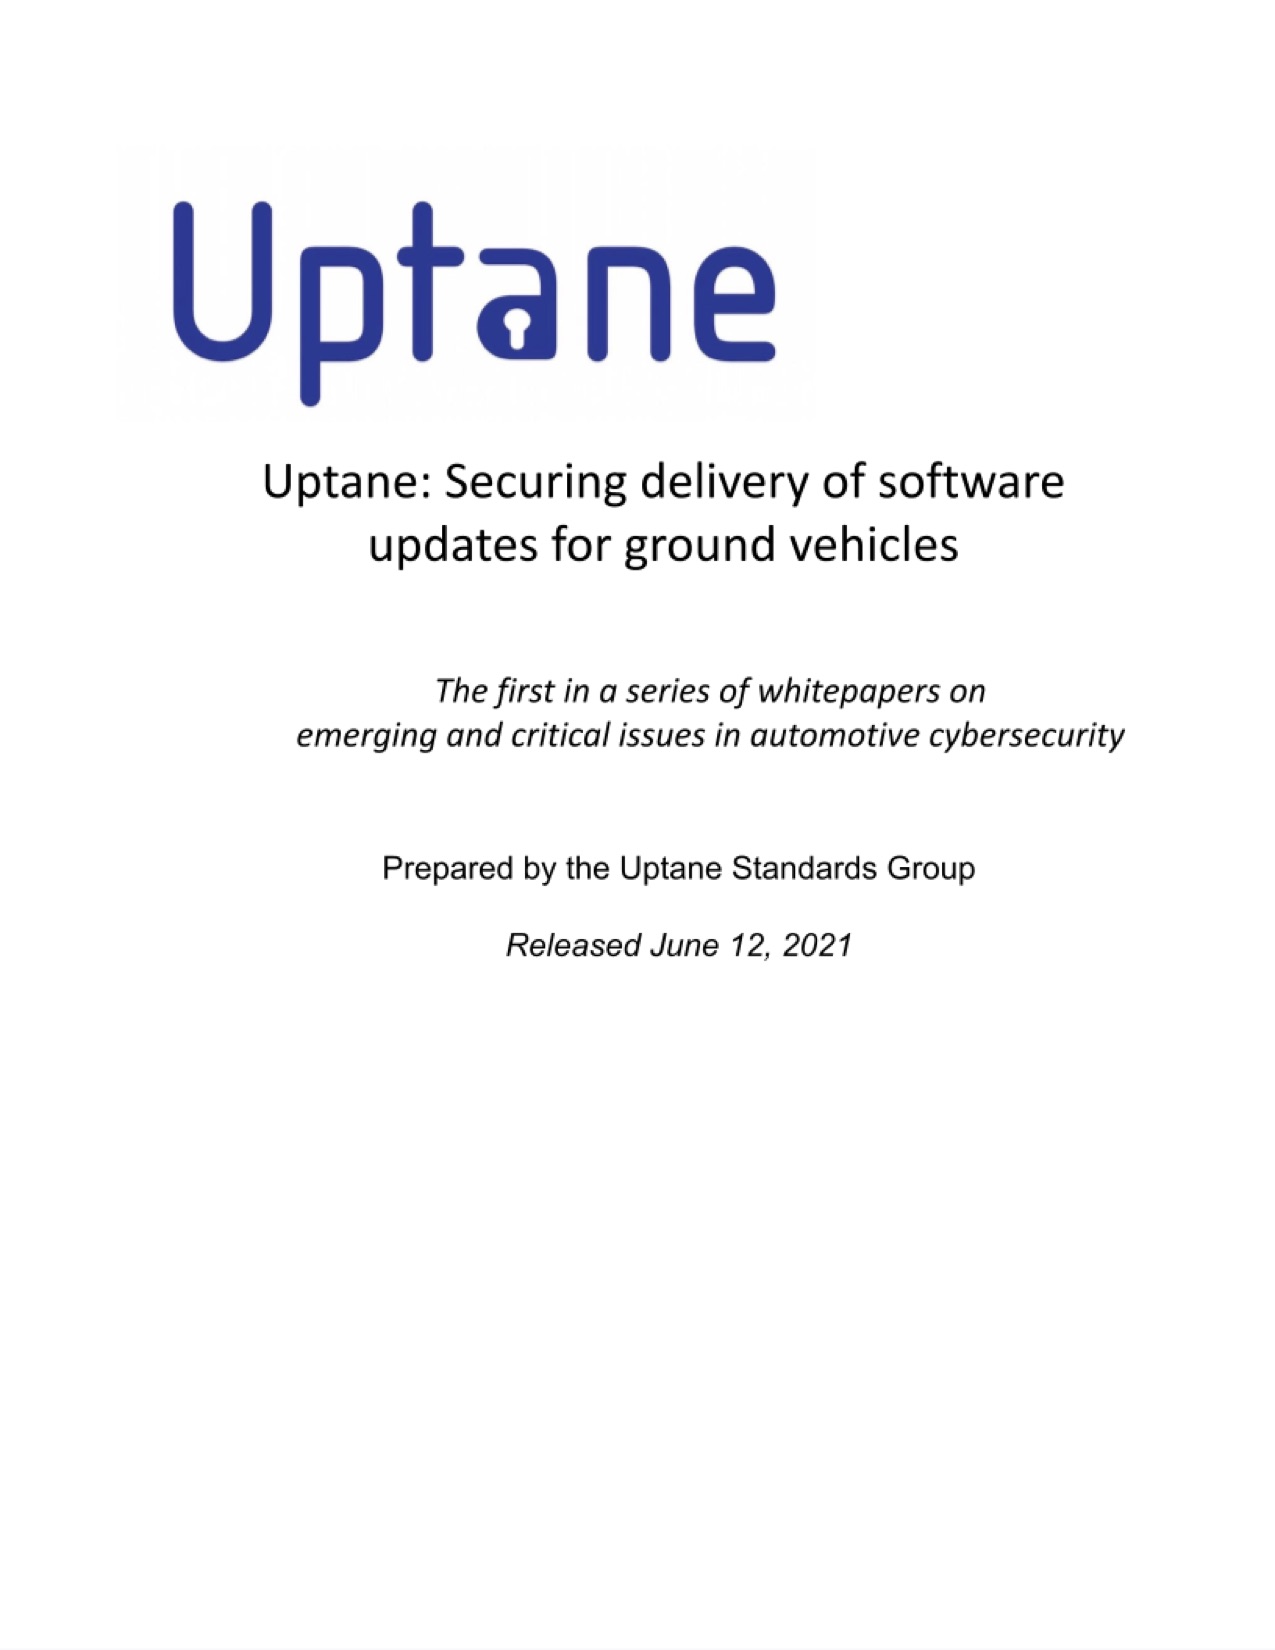 Uptane
Uptane: Securing delivery of software
updates for ground vehicles
The first in a series of whitepapers on
emerging and critical issues in automotive cybersecurity
Prepared by the Uptane Standards Group
Released June 12, 2021